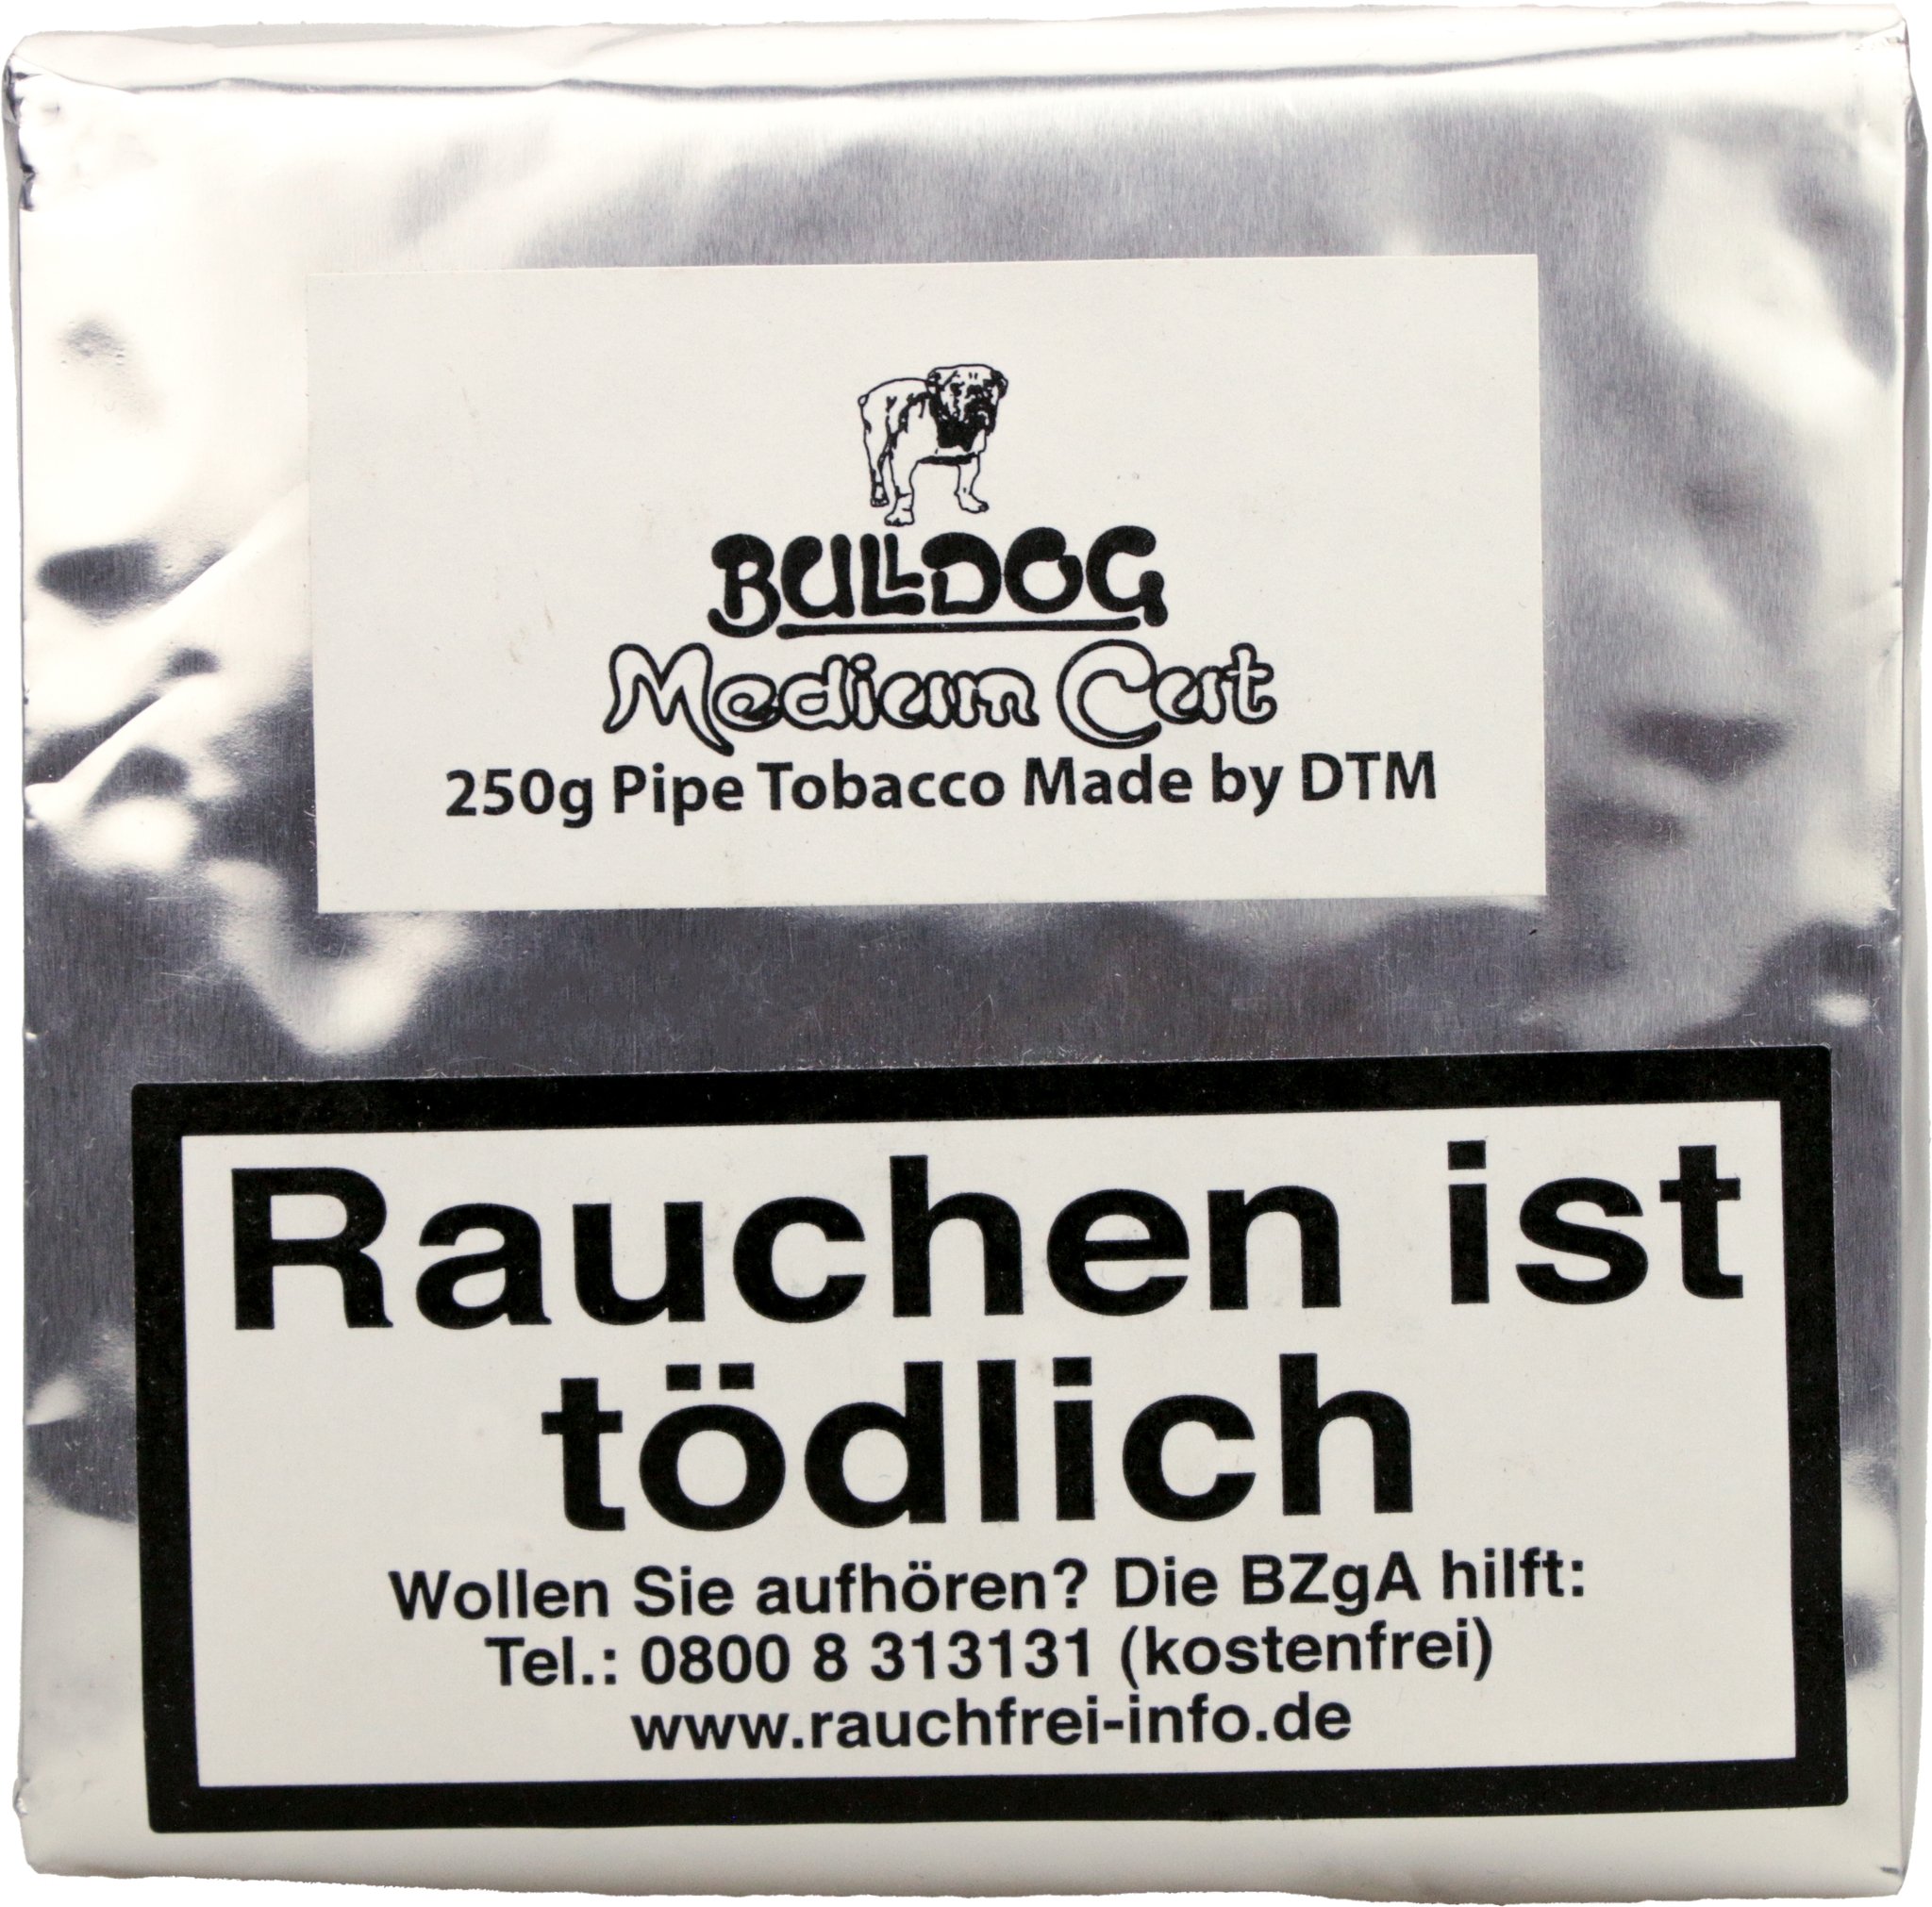 BULLDOG
Medium Cut
250g Pipe Tobacco Made by DTM
Rauchen ist
tödlich
Wollen Sie aufhören? Die BZgA hilft:
Tel.: 0800 8 313131 (kostenfrei)
www.rauchfrei-info.de